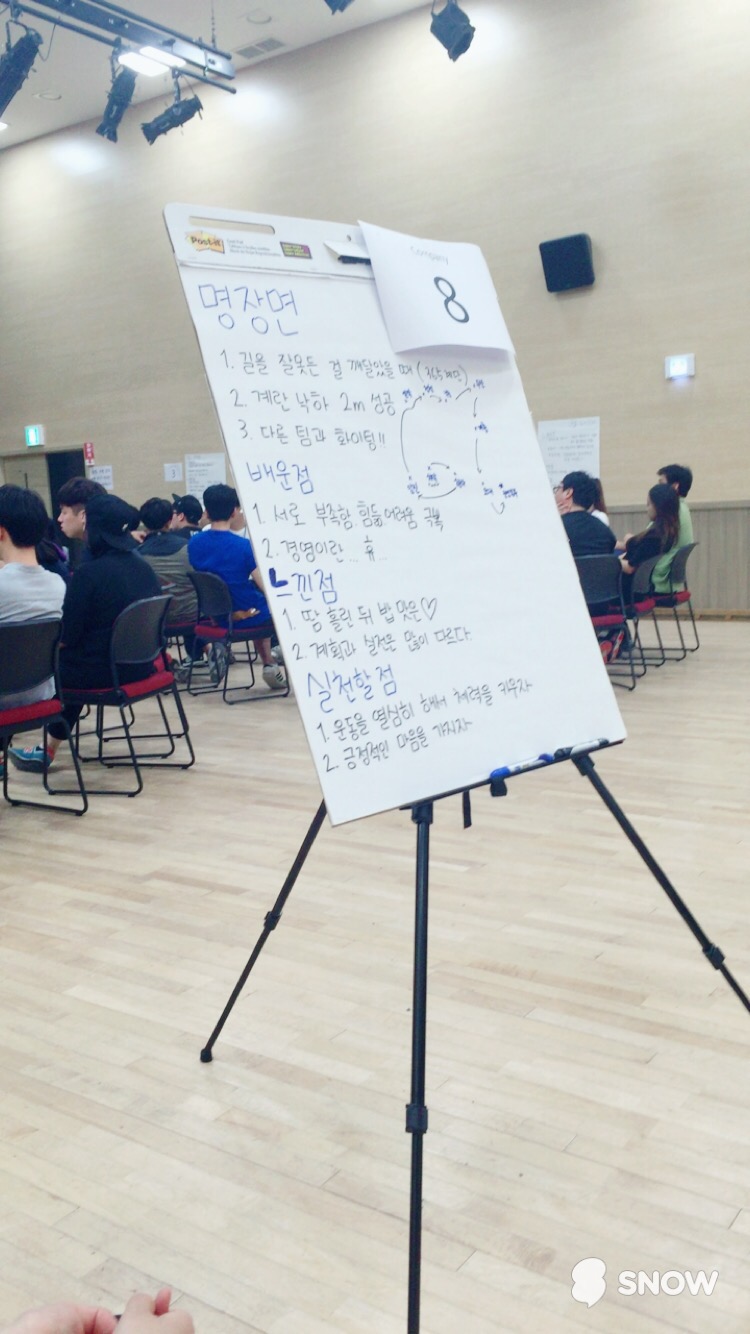 Post-it
Company
8
명장면
1. 길을 잘못든 걸 깨달았을 때
2. 계란 낙하 2m 성공
3. 다른 팀과 화이팅!!
배운점
1. 서로 부족함 힘듦 어려움 극복
2. 경영이란... 휴...
느낀점
1. 땀 흘린 뒤 밥 맛은♡
2. 계획과 실전은 많이 다르다
실천할점
1. 운동을 열심히 해서 체력을 키우자
2. 긍정적인 마음을 가지자
SNOW